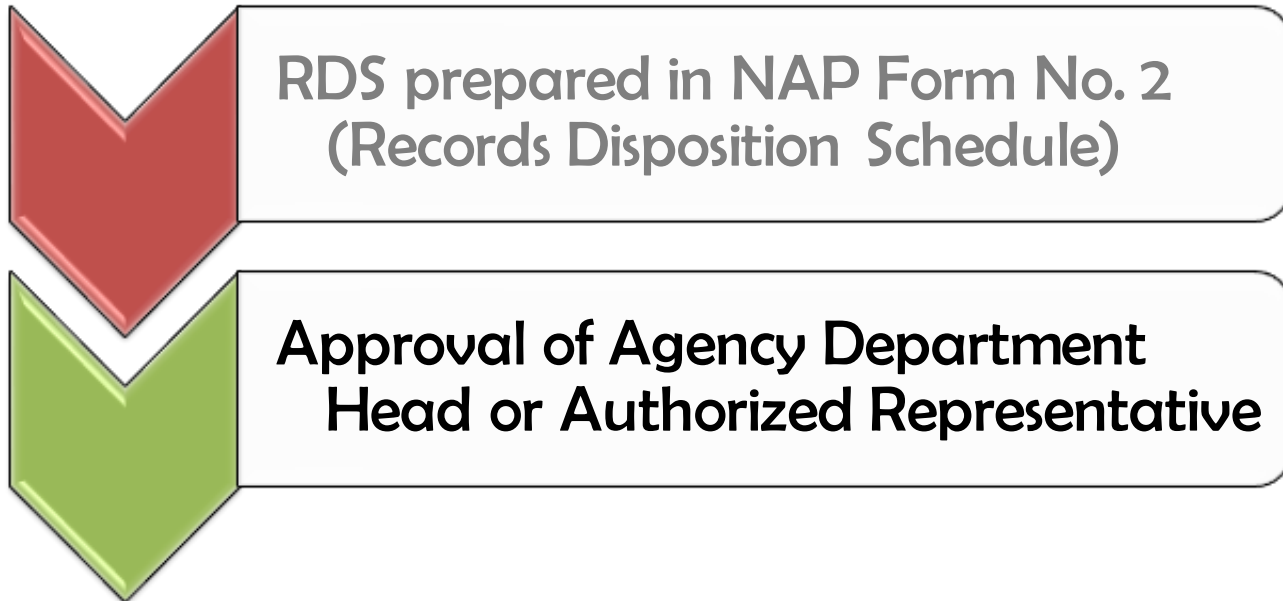 RDS prepared in NAP Form No. 2
(Records Disposition Schedule)
Approval of Agency Department
Head or Authorized Representative